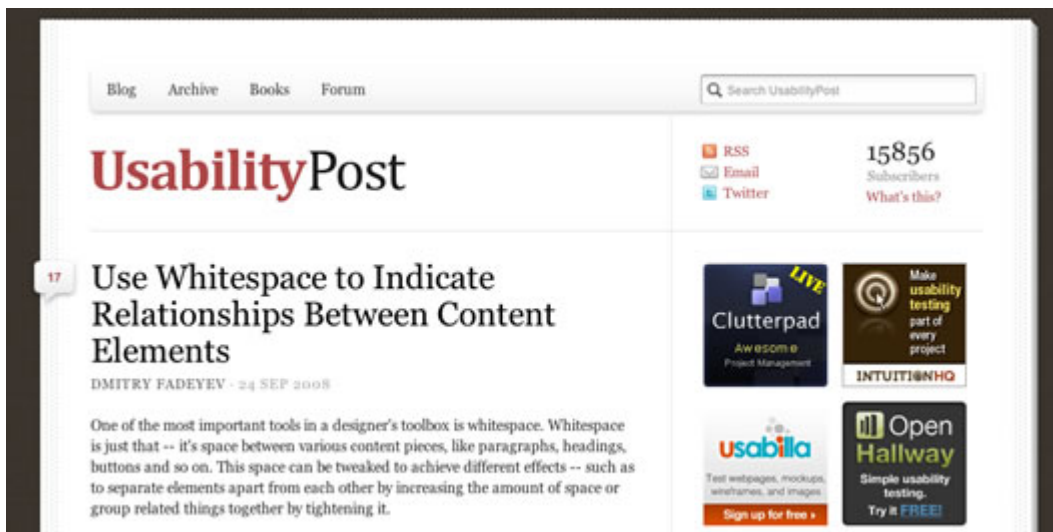 Blog Archive Books Forum
Search UsabilityPost
UsabilityPost
RSS
Email
Twitter
15856
Subscribers
What's this?
17
Use Whitespace to Indicate
Relationships Between Content
Elements
DMITRY FADEYEV · 24 SEP 2008
One of the most important tools in a designer's toolbox is whitespace. Whitespace
is just that -- it's space between various content pieces, like paragraphs, headings,
buttons and so on. This space can be tweaked to achieve different effects -- such as
to separate elements apart from each other by increasing the amount of space or
group related things together by tightening it.
LIVE
Clutterpad
Awesome
Project Management
Make
usability
testing
part of
every
project
INTUITIONHQ
usabilla
Test webpages, mockups,
wireframes, and images
Sign up for free »
Open
Hallway
Simple usability
testing.
Try it FREE!